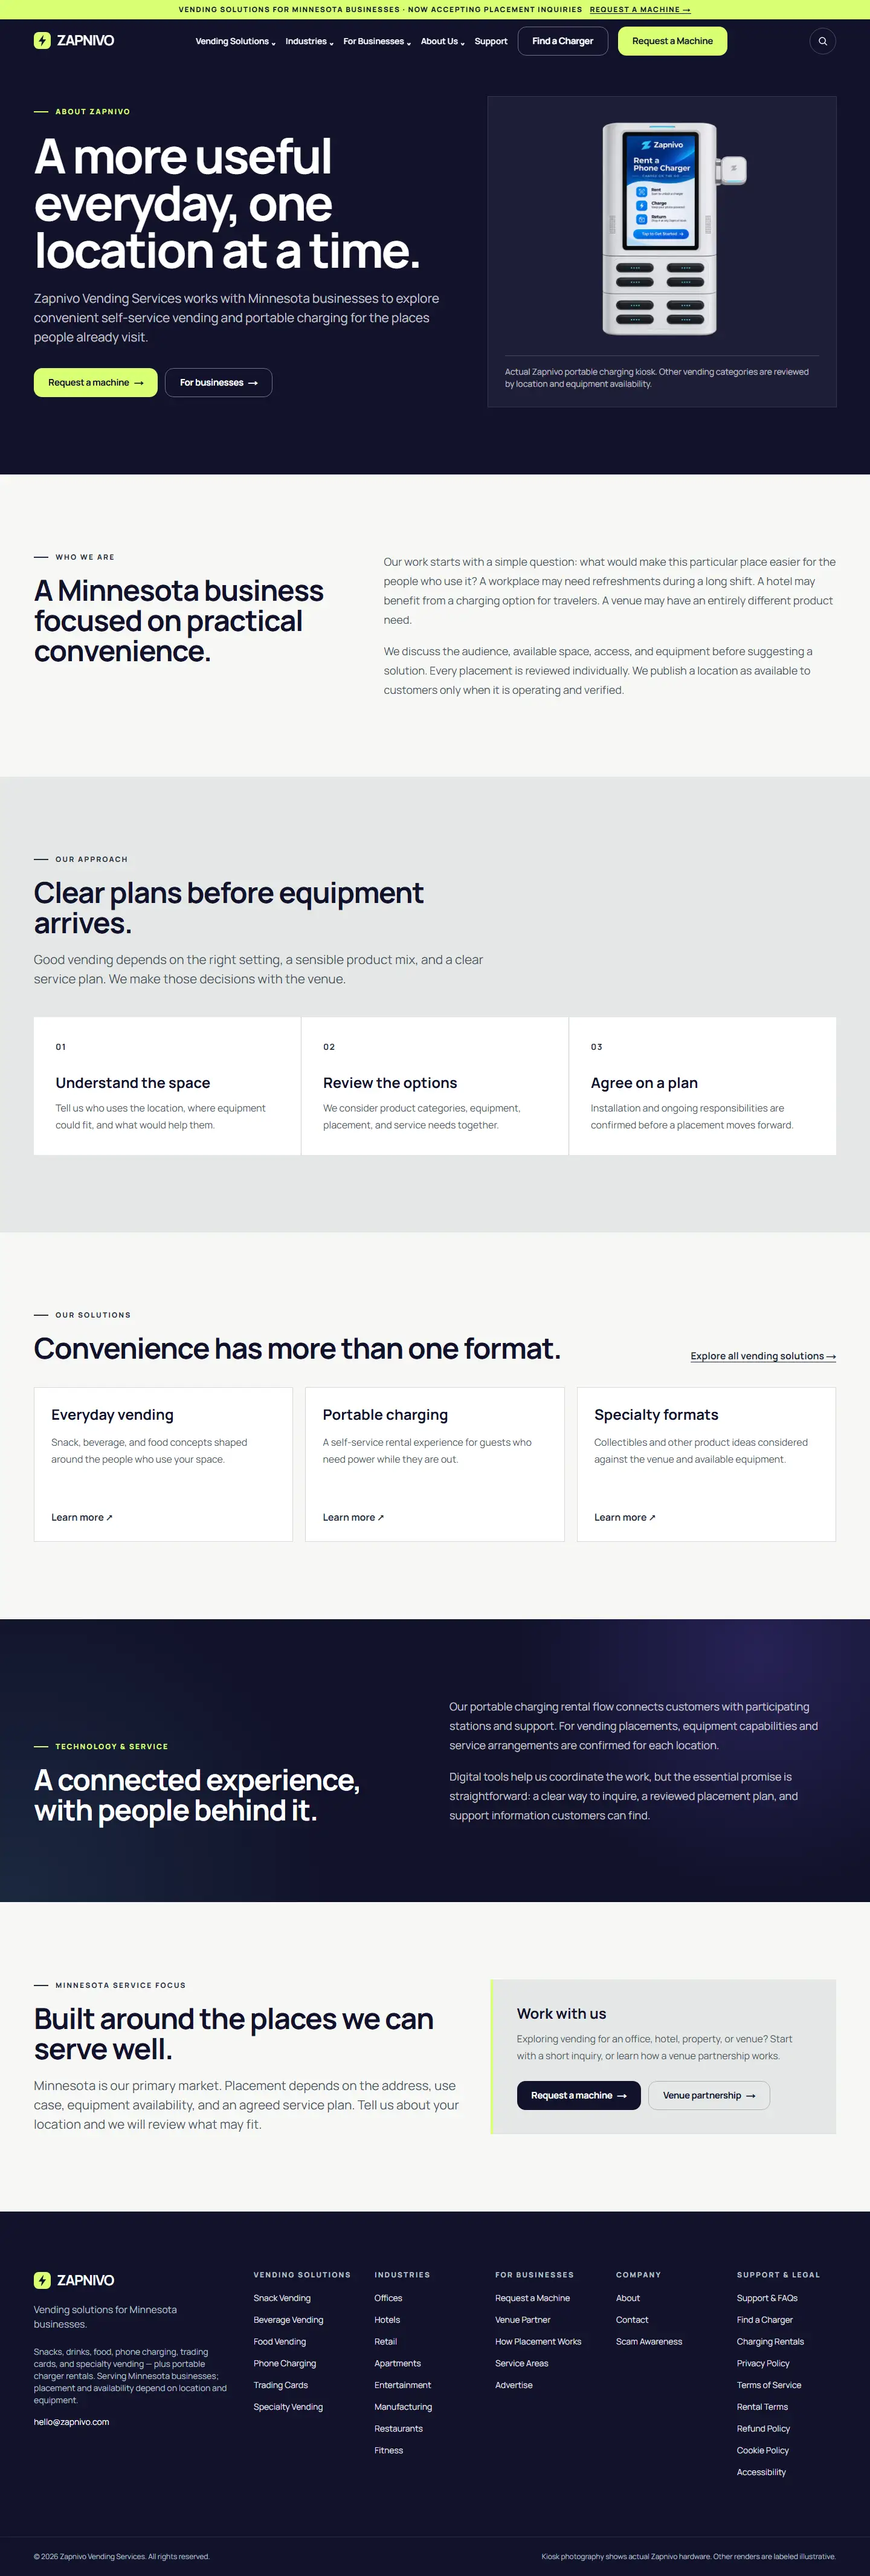 VENDING SOLUTIONS FOR MINNESOTA BUSINESSES · NOW ACCEPTING PLACEMENT INQUIRIES REQUEST A MACHINE →
ZAPNIVO
Vending Solutions Industries For Businesses About Us Support Find a Charger Request a Machine
ABOUT ZAPNIVO
A more useful
everyday, one
location at a time.
Zapnivo Vending Services works with Minnesota businesses to explore
convenient self-service vending and portable charging for the places
people already visit.
Request a machine → For businesses →
Zapnivo
Rent a
Phone Charger
Rent
Charge
Return
Tap to Get Started →
Actual Zapnivo portable charging kiosk. Other vending categories are reviewed
by location and equipment availability.
WHO WE ARE
A Minnesota business
focused on practical
convenience.
Our work starts with a simple question: what would make this particular place easier for the
people who use it? A workplace may need refreshments during a long shift. A hotel may
benefit from a charging option for travelers. A venue may have an entirely different product
need.
We discuss the audience, available space, access, and equipment before suggesting a
solution. Every placement is reviewed individually. We publish a location as available to
customers only when it is operating and verified.
OUR APPROACH
Clear plans before equipment
arrives.
Good vending depends on the right setting, a sensible product mix, and a clear
service plan. We make those decisions with the venue.
01
Understand the space
Tell us who uses the location, where equipment
could fit, and what would help them.
02
Review the options
We consider product categories, equipment,
placement, and service needs together.
03
Agree on a plan
Installation and ongoing responsibilities are
confirmed before a placement moves forward.
OUR SOLUTIONS
Convenience has more than one format.
Explore all vending solutions →
Everyday vending
Snack, beverage, and food concepts shaped
around the people who use your space.
Learn more ↗
Portable charging
A self-service rental experience for guests who
need power while they are out.
Learn more ↗
Specialty formats
Collectibles and other product ideas considered
against the venue and available equipment.
Learn more ↗
TECHNOLOGY & SERVICE
A connected experience,
with people behind it.
Our portable charging rental flow connects customers with participating
stations and support. For vending placements, equipment capabilities and
service arrangements are confirmed for each location.
Digital tools help us coordinate the work, but the essential promise is
straightforward: a clear way to inquire, a reviewed placement plan, and
support information customers can find.
MINNESOTA SERVICE FOCUS
Built around the places we can
serve well.
Minnesota is our primary market. Placement depends on the address, use
case, equipment availability, and an agreed service plan. Tell us about your
location and we will review what may fit.
Work with us
Exploring vending for an office, hotel, property, or venue? Start
with a short inquiry, or learn how a venue partnership works.
Request a machine → Venue partnership →
ZAPNIVO
Vending solutions for Minnesota
businesses.
Snacks, drinks, food, phone charging, trading
cards, and specialty vending — plus portable
charger rentals. Serving Minnesota businesses;
placement and availability depend on location and
equipment.
hello@zapnivo.com
VENDING SOLUTIONS
Snack Vending
Beverage Vending
Food Vending
Phone Charging
Trading Cards
Specialty Vending
INDUSTRIES
Offices
Hotels
Retail
Apartments
Entertainment
Manufacturing
Restaurants
Fitness
FOR BUSINESSES
Request a Machine
Venue Partner
How Placement Works
Service Areas
Advertise
COMPANY
About
Contact
Scam Awareness
SUPPORT & LEGAL
Support & FAQs
Find a Charger
Charging Rentals
Privacy Policy
Terms of Service
Rental Terms
Refund Policy
Cookie Policy
Accessibility
© 2026 Zapnivo Vending Services. All rights reserved.
Kiosk photography shows actual Zapnivo hardware. Other renders are labeled illustrative.